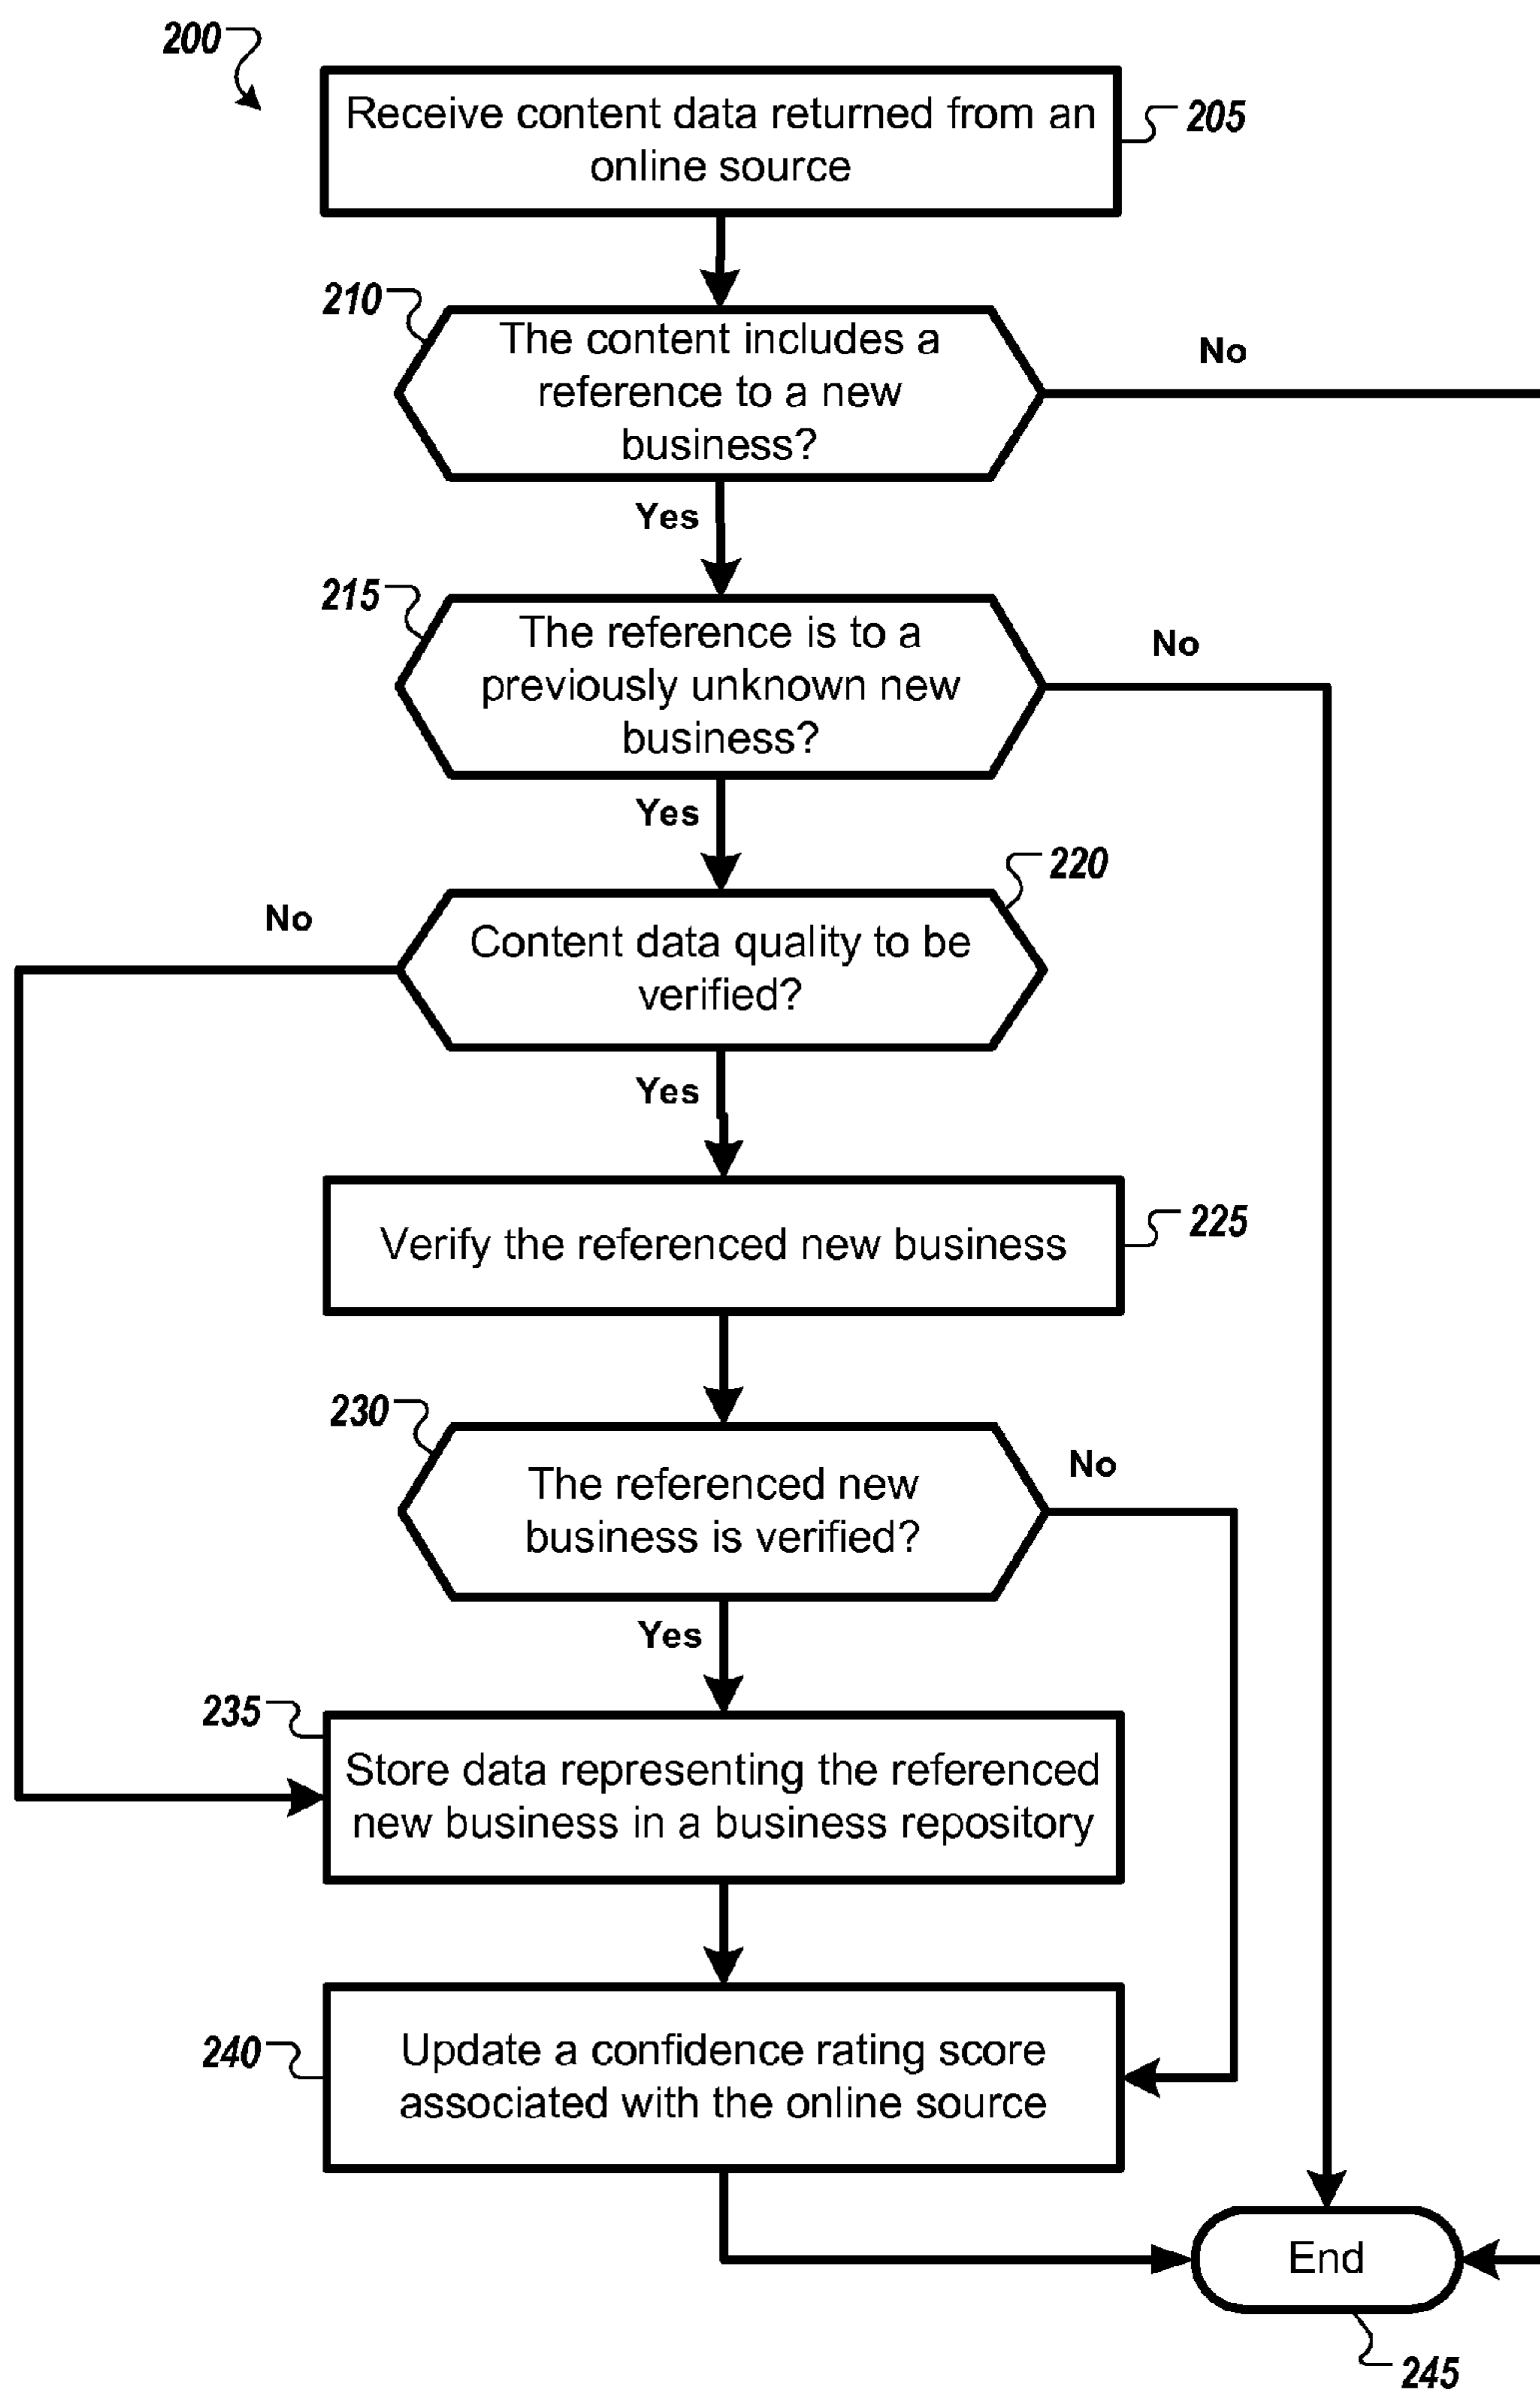 200
Receive content data returned from an
online source
205
210
The content includes a
reference to a new
business?
No
Yes
215
The reference is to a
previously unknown new
business?
No
Yes
220
No
Content data quality to be
verified?
Yes
Verify the referenced new business
225
230
The referenced new
business is verified?
No
Yes
235
Store data representing the referenced
new business in a business repository
240
Update a confidence rating score
associated with the online source
End
245